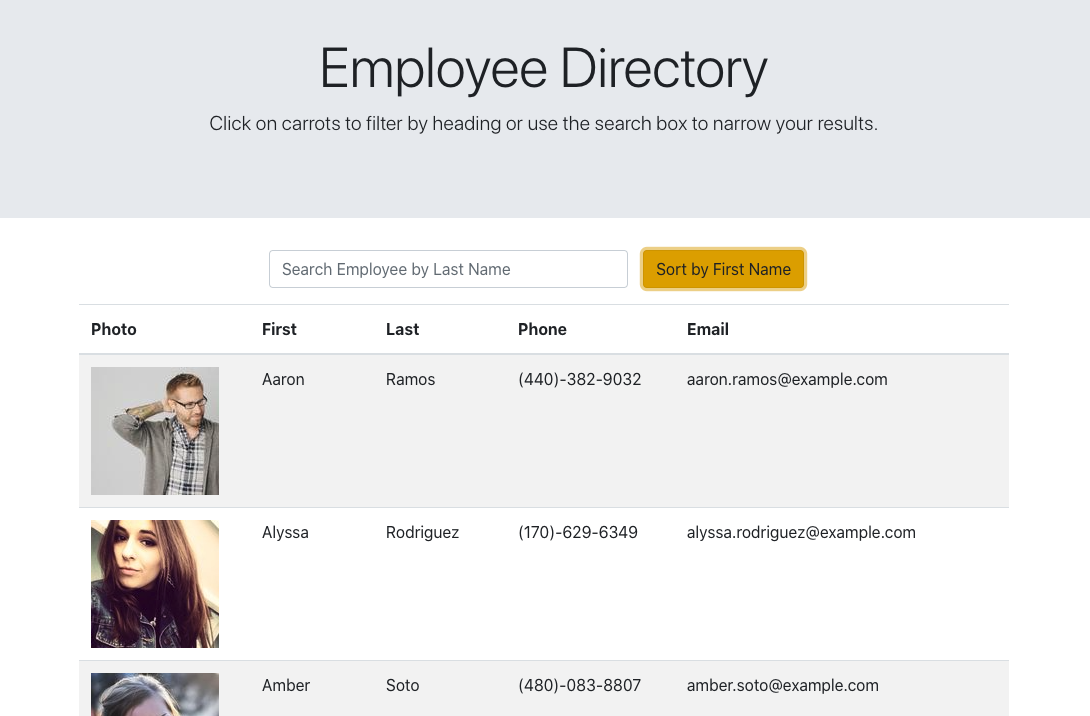 Employee Directory
Click on carrots to filter by heading or use the search box to narrow your results.
Search Employee by Last Name Sort by First Name
Photo First Last Phone Email
Aaron Ramos (440)-382-9032 aaron.ramos@example.com
Alyssa Rodriguez (170)-629-6349 alyssa.rodriguez@example.com
Amber Soto (480)-083-8807 amber.soto@example.com